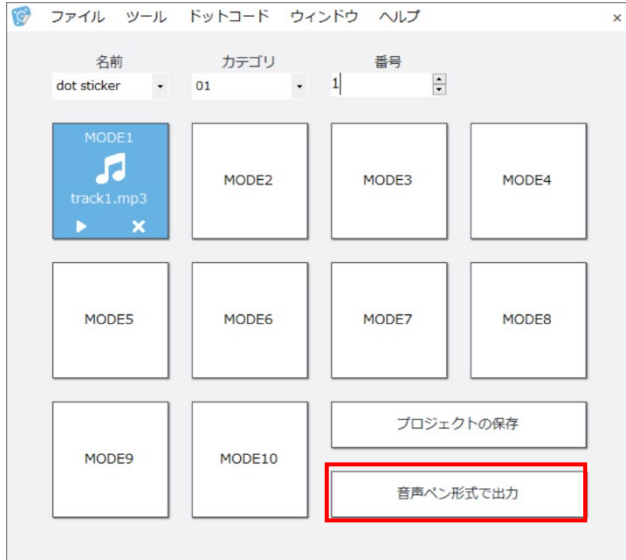 ファイル ツール ドットコード ウィンドウ ヘルプ ×
名前 カテゴリ 番号
dot sticker 01 1
MODE1
track1.mp3
MODE2
MODE3
MODE4
MODE5
MODE6
MODE7
MODE8
MODE9
MODE10
プロジェクトの保存
音声ペン形式で出力